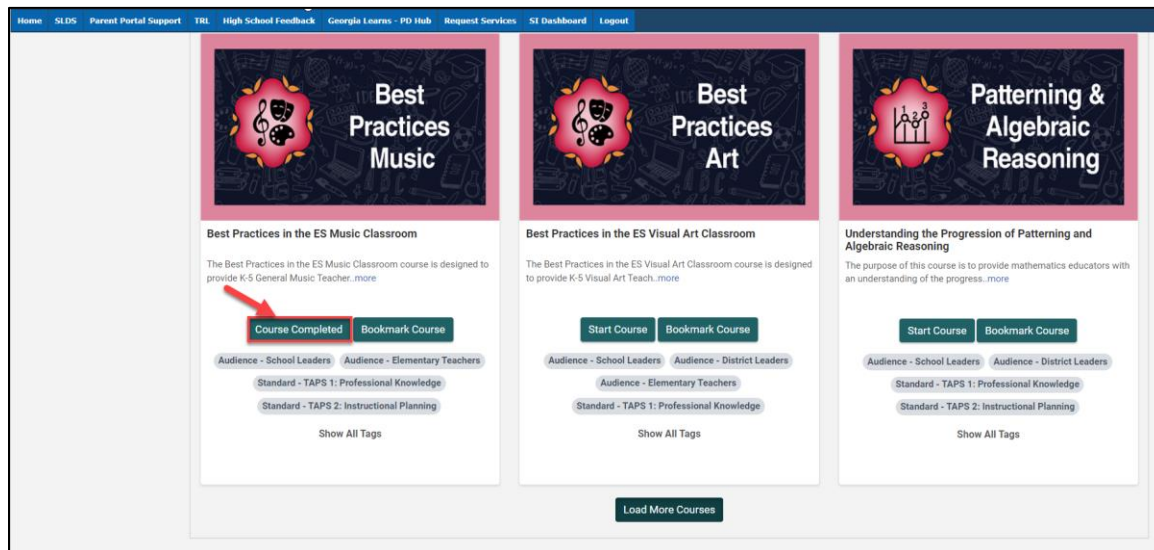 Home SLDS Parent Portal Support TRL High School Feedback Georgia Learns - PD Hub Request Services SI Dashboard Logout
Best
Practices
Music
Best Practices in the ES Music Classroom
The Best Practices in the ES Music Classroom course is designed to
provide K-5 General Music Teacher..more
Course Completed Bookmark Course
Audience - School Leaders Audience - Elementary Teachers
Standard - TAPS 1: Professional Knowledge
Standard - TAPS 2: Instructional Planning
Show All Tags
Best
Practices
Art
Best Practices in the ES Visual Art Classroom
The Best Practices in the ES Visual Art Classroom course is designed
to provide K-5 Visual Art Teach..more
Start Course Bookmark Course
Audience - School Leaders Audience - District Leaders
Audience - Elementary Teachers
Standard - TAPS 1: Professional Knowledge
Show All Tags
1 2 3
Patterning &
Algebraic
Reasoning
Understanding the Progression of Patterning and
Algebraic Reasoning
The purpose of this course is to provide mathematics educators with
an understanding of the progress..more
Start Course Bookmark Course
Audience - School Leaders Audience - District Leaders
Standard - TAPS 1: Professional Knowledge
Standard - TAPS 2: Instructional Planning
Show All Tags
Load More Courses